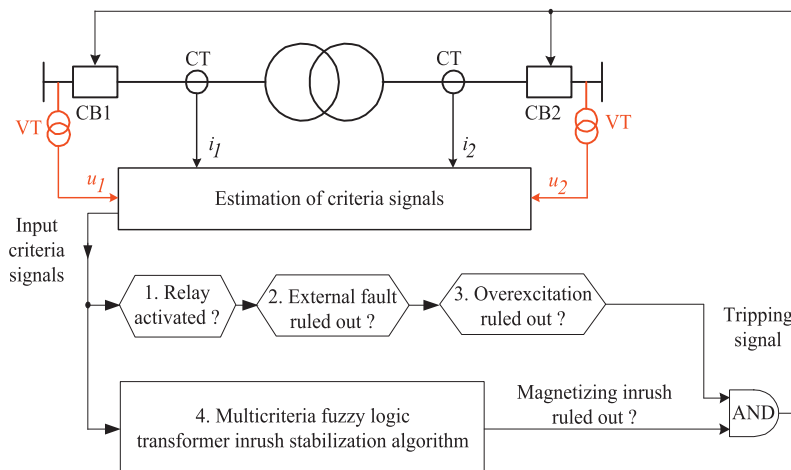 CT
CT
CB1
CB2
VT
VT
i1
i2
u1
u2
Estimation of criteria signals
Input
criteria
signals
1. Relay
activated ?
2. External fault
ruled out ?
3. Overexcitation
ruled out ?
Tripping
signal
4. Multicriteria fuzzy logic
transformer inrush stabilization algorithm
Magnetizing inrush
ruled out ?
AND